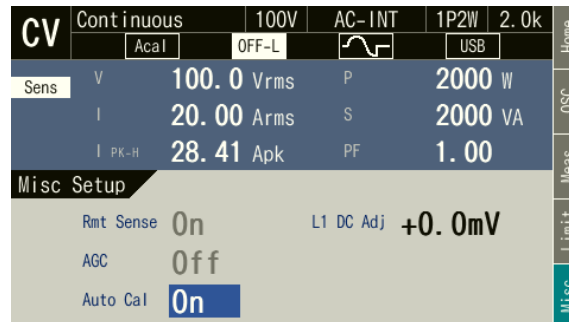 CV Continuous 100V AC-INT 1P2W 2.0k
Acal OFF-L USB
Sens V 100.0 Vrms P 2000 W
I 20.00 Arms S 2000 VA
I PK-H 28.41 Apk PF 1.00
Misc Setup
Rmt Sense On L1 DC Adj +0.0mV
AGC Off
Auto Cal On
Home
OSC
Meas
Limit
Misc